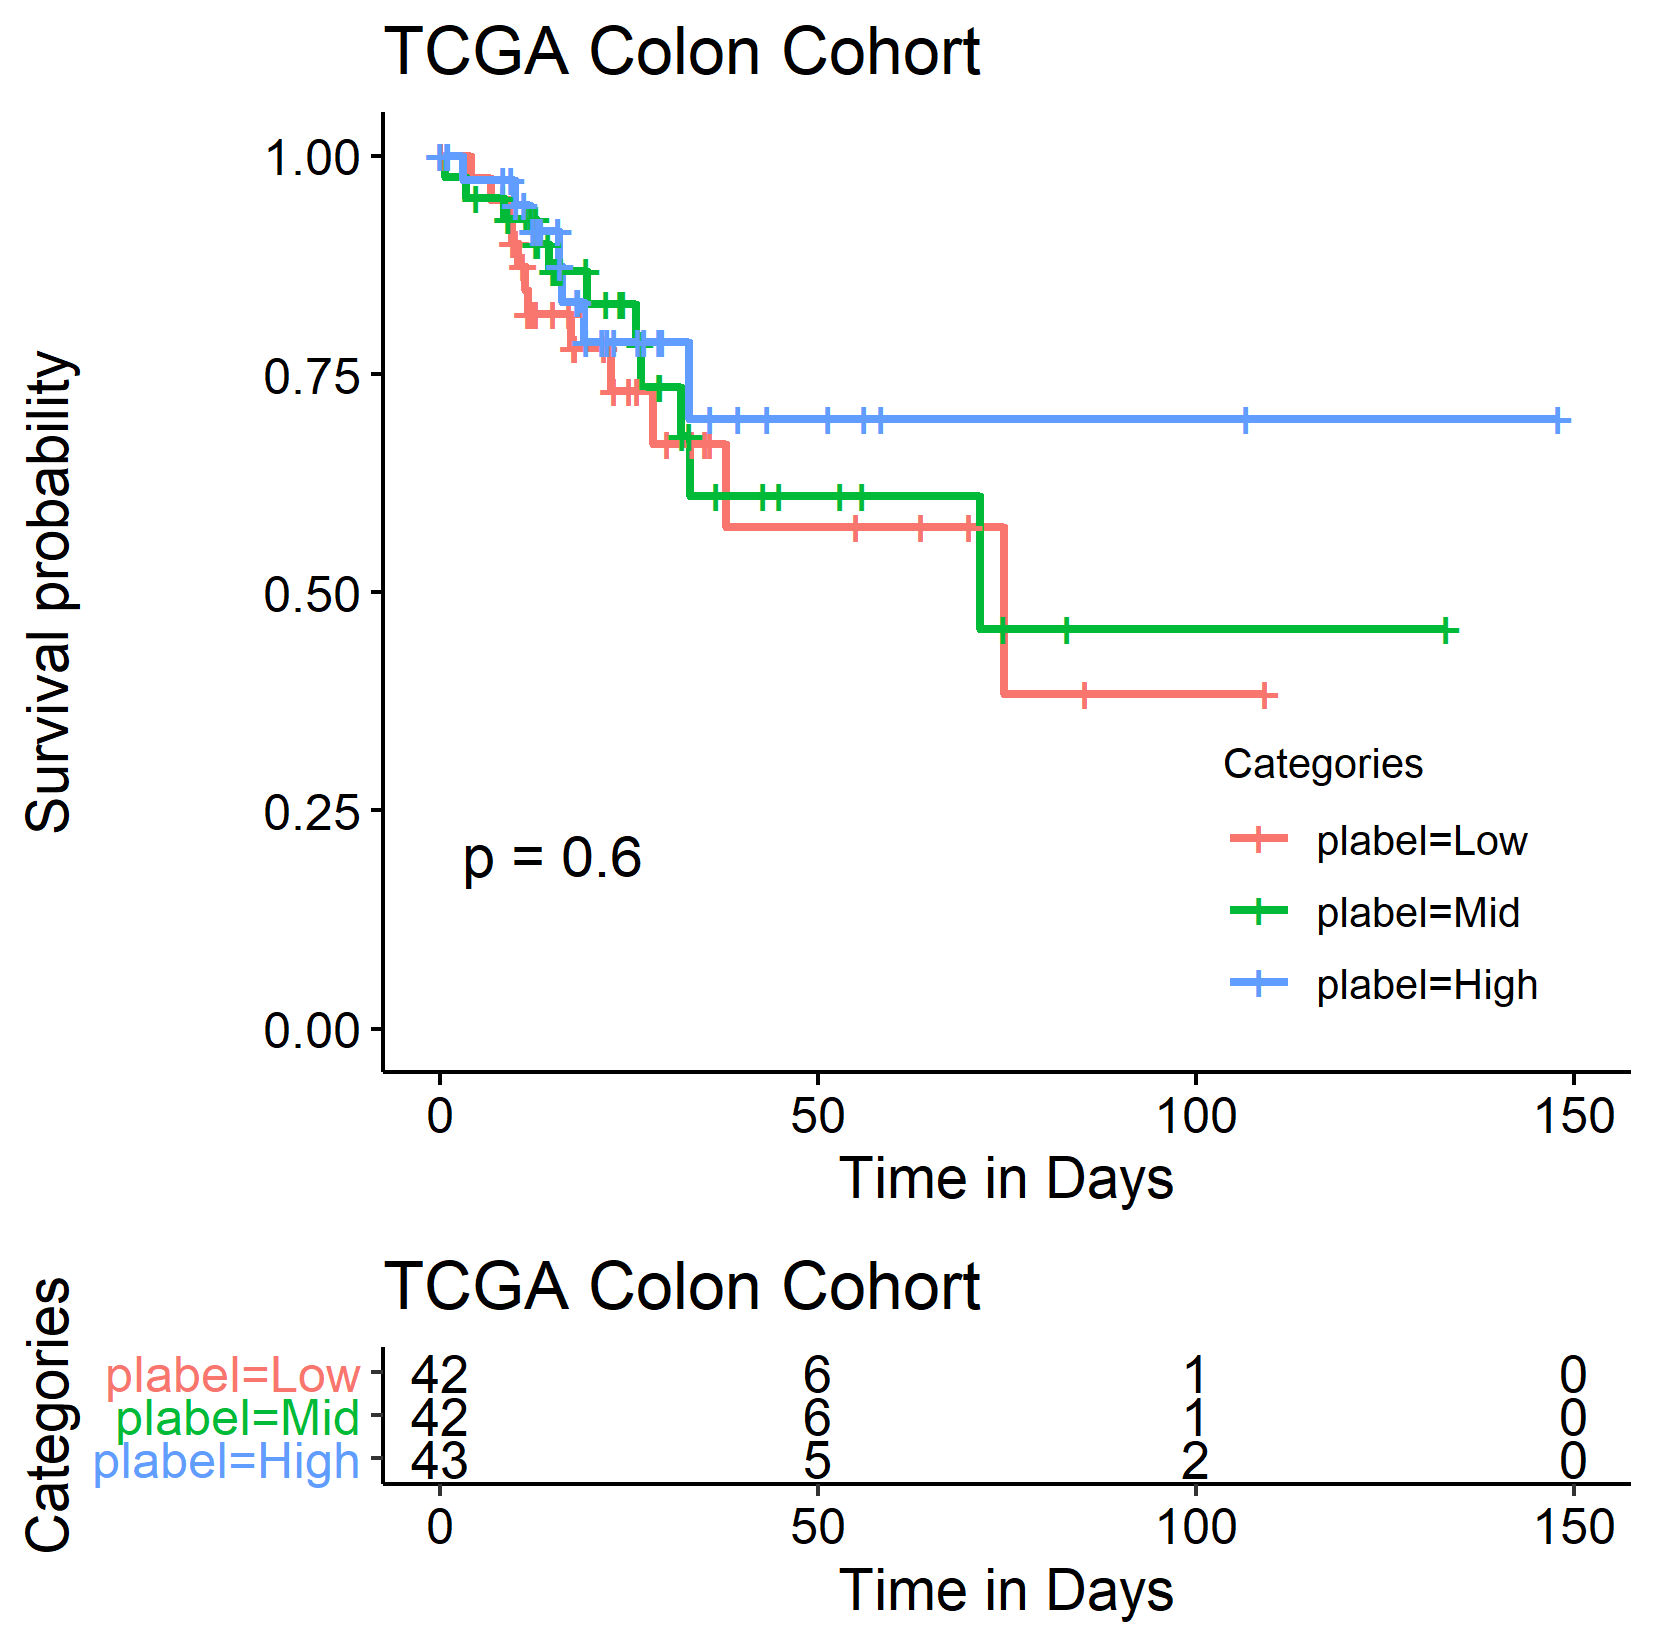 TCGA Colon Cohort
Survival probability
1.00
0.75
0.50
0.25
0.00
p = 0.6
Categories
plabel=Low
plabel=Mid
plabel=High
0 50 100 150
Time in Days
TCGA Colon Cohort
Categories
plabel=Low 42 6 1 0
plabel=Mid 42 6 1 0
plabel=High 43 5 2 0
0 50 100 150
Time in Days